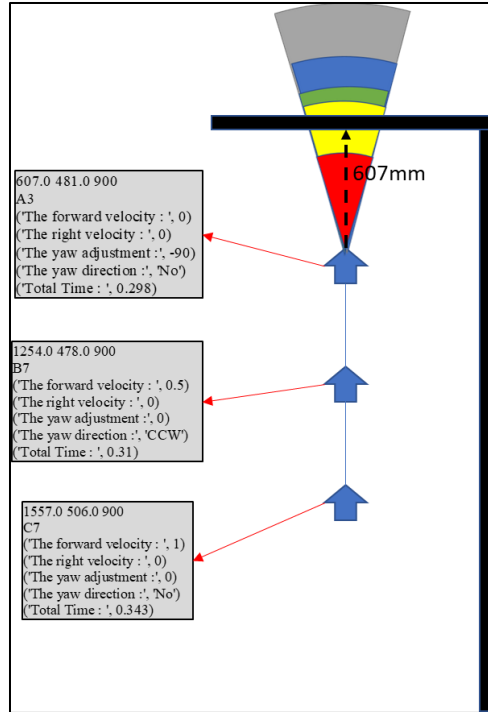 607mm
607.0 481.0 900
A3
('The forward velocity : ', 0)
('The right velocity : ', 0)
('The yaw adjustment :', -90)
('The yaw direction :', 'No')
('Total Time : ', 0.298)
1254.0 478.0 900
B7
('The forward velocity : ', 0.5)
('The right velocity : ', 0)
('The yaw adjustment : ', 0)
('The yaw direction :', 'CCW')
('Total Time : ', 0.31)
1557.0 506.0 900
C7
('The forward velocity : ', 1)
('The right velocity : ', 0)
('The yaw adjustment :', 0)
('The yaw direction :', 'No')
('Total Time : ', 0.343)